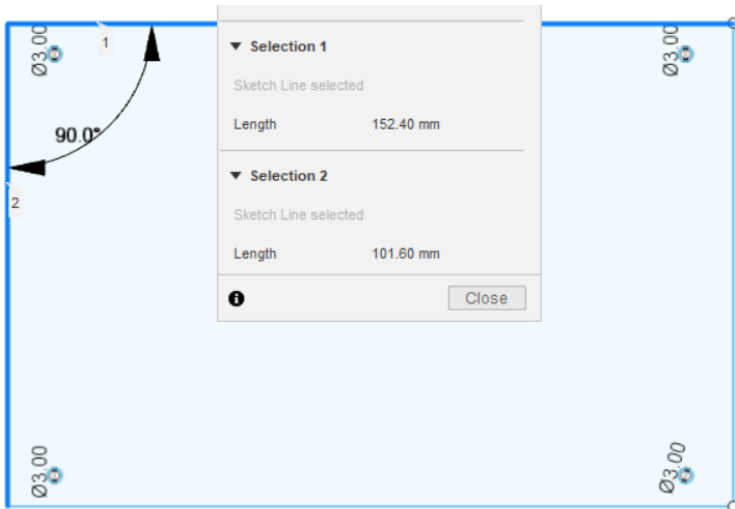 Ø3.00
1
Ø3.00
Selection 1
Sketch Line selected
Length 152.40 mm
90.0°
Selection 2
2
Sketch Line selected
Length 101.60 mm
Close
Ø3.00
Ø3.00